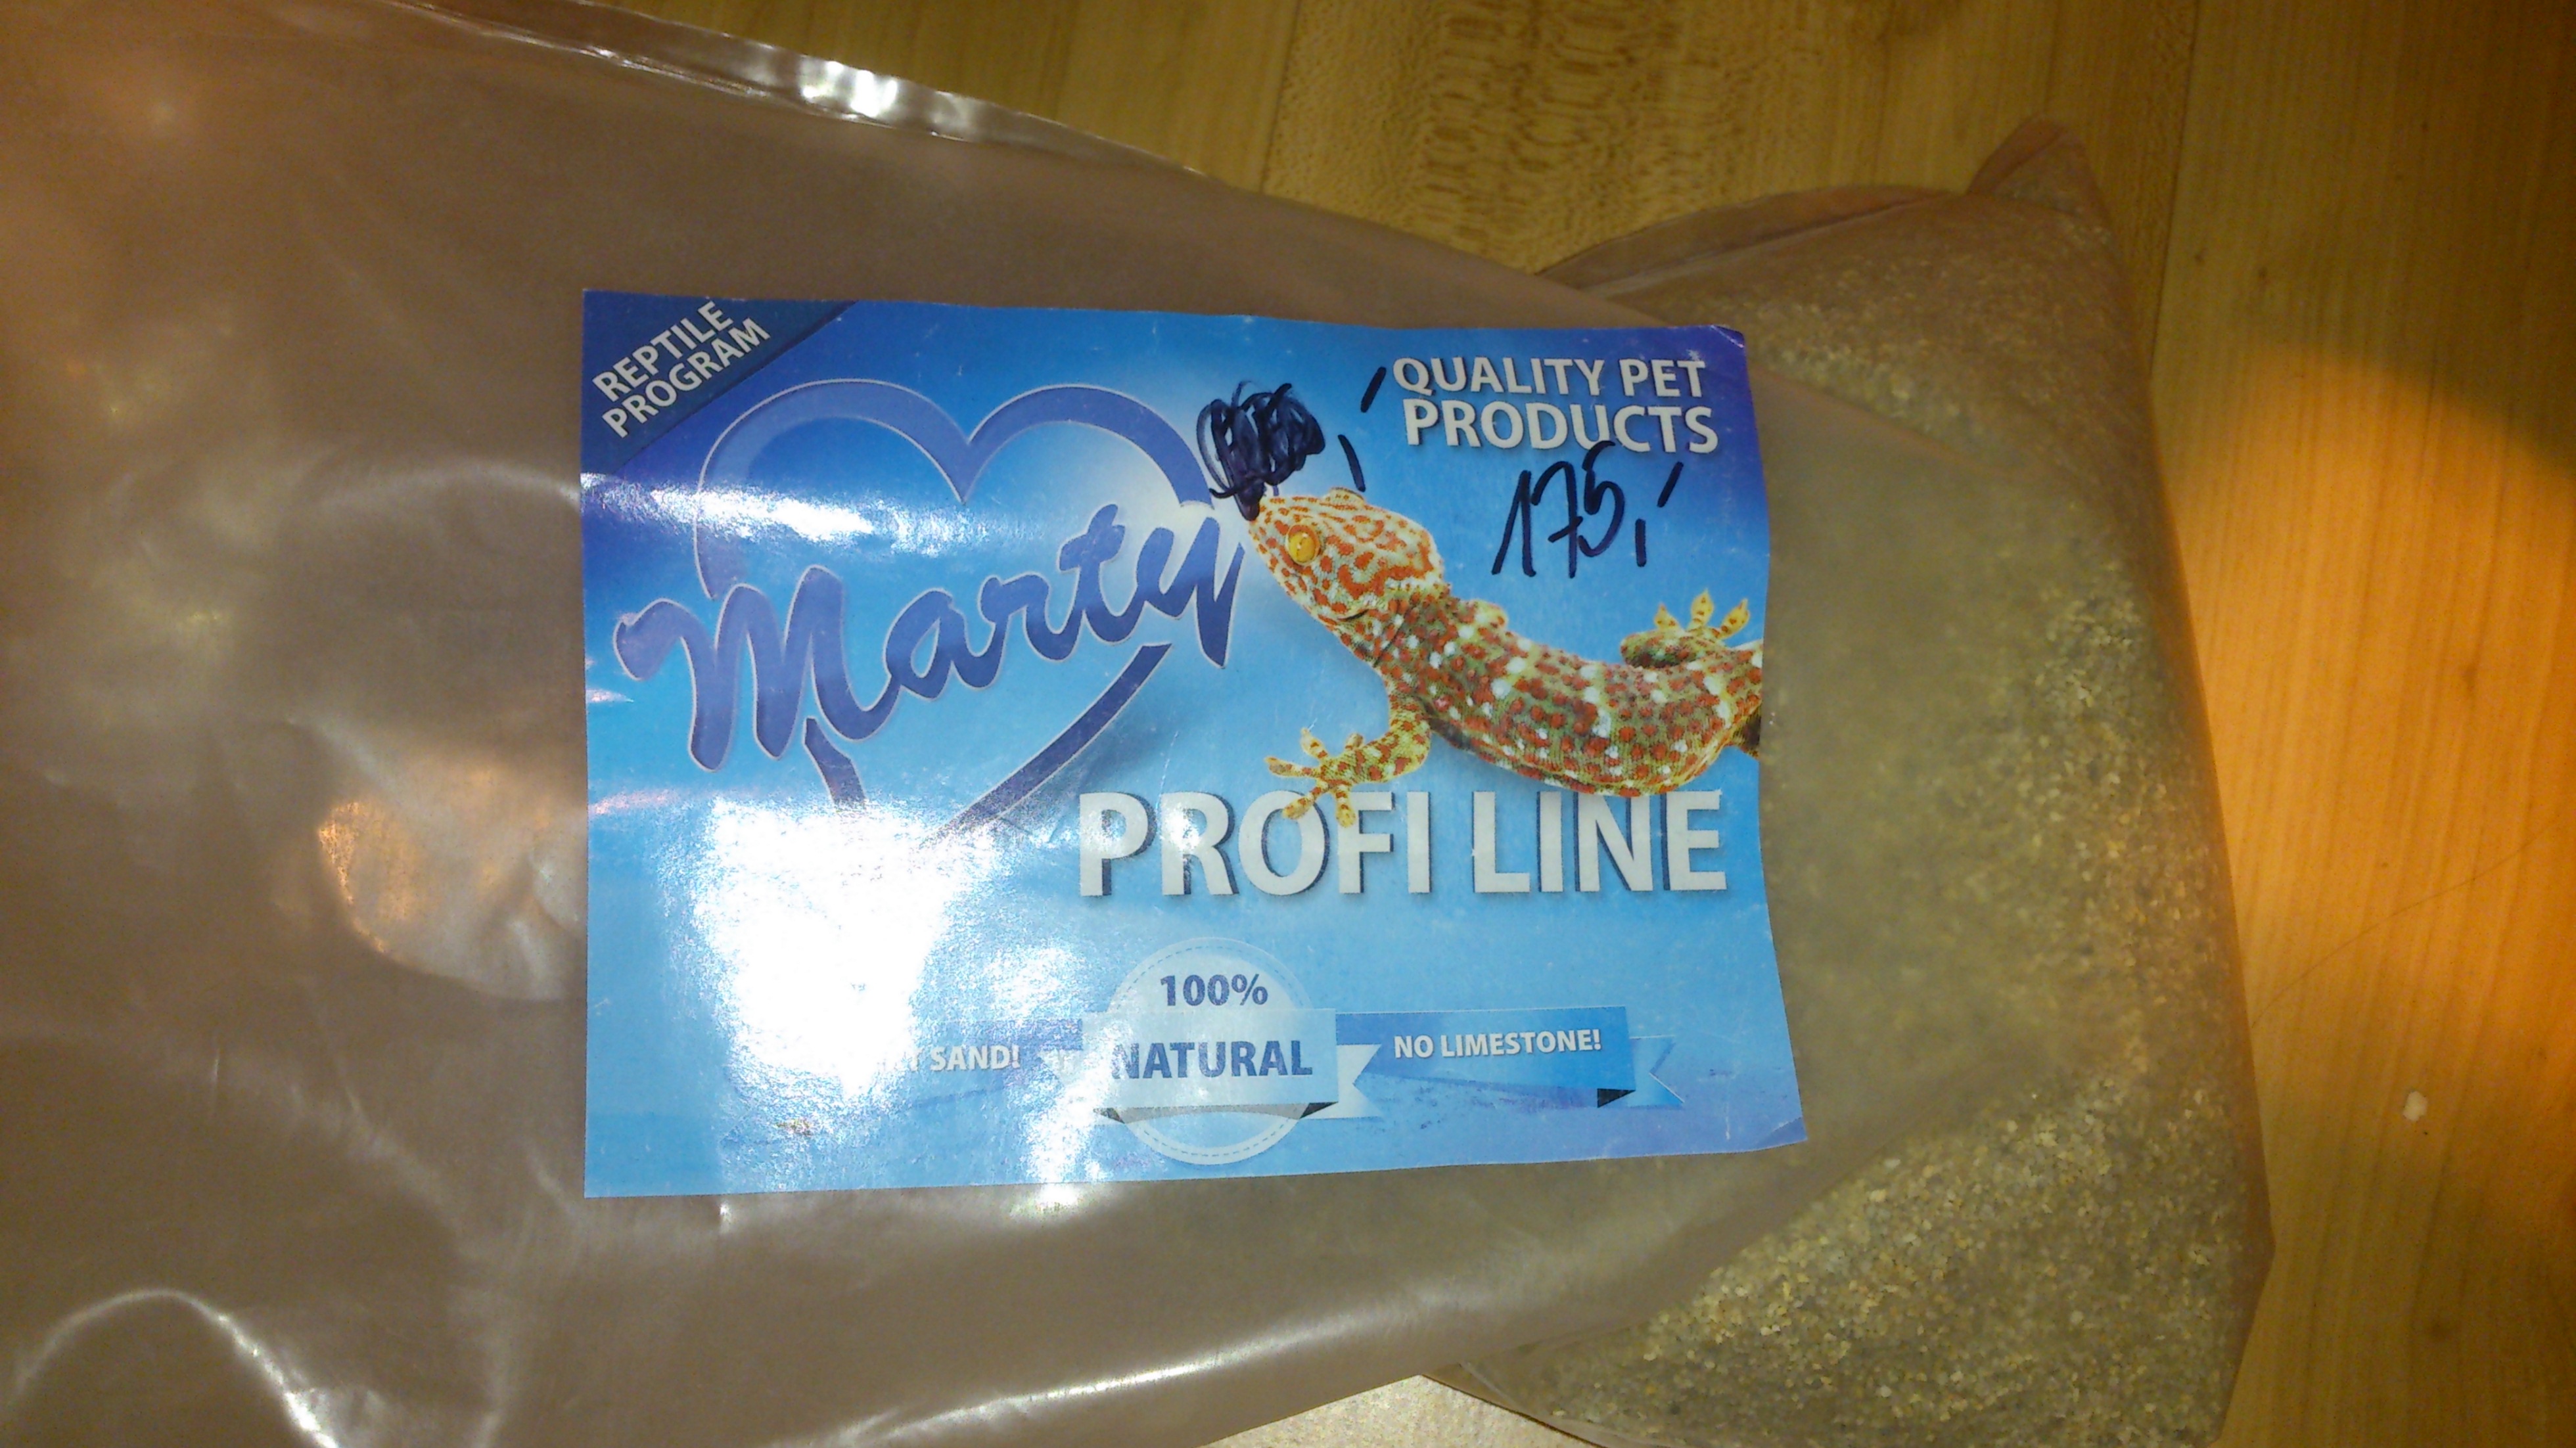 REPTILE
PROGRAM
QUALITY PET
PRODUCTS
175,
Marty
PROFI LINE
100%
NATURAL
SAND!
NO LIMESTONE!